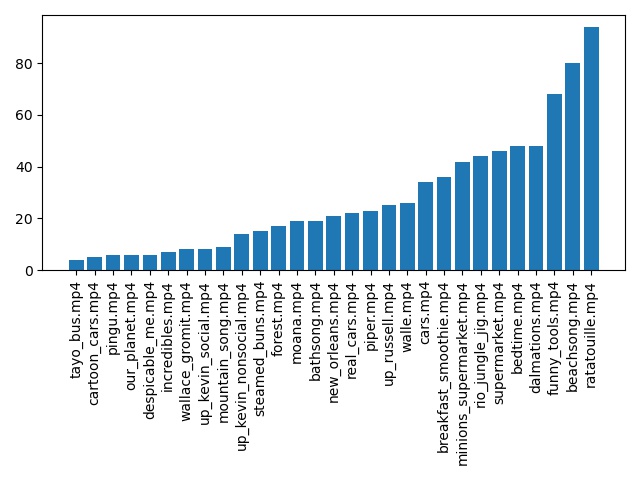 80
60
40
20
0
tayo_bus.mp4
cartoon_cars.mp4
pingu.mp4
our_planet.mp4
despicable_me.mp4
incredibles.mp4
wallace_gromit.mp4
up_kevin_social.mp4
mountain_song.mp4
up_kevin_nonsocial.mp4
steamed_buns.mp4
forest.mp4
moana.mp4
bathsong.mp4
new_orleans.mp4
real_cars.mp4
piper.mp4
up_russell.mp4
walle.mp4
cars.mp4
breakfast_smoothie.mp4
minions_supermarket.mp4
rio_jungle_jig.mp4
supermarket.mp4
bedtime.mp4
dalmations.mp4
funny_tools.mp4
beachsong.mp4
ratatouille.mp4